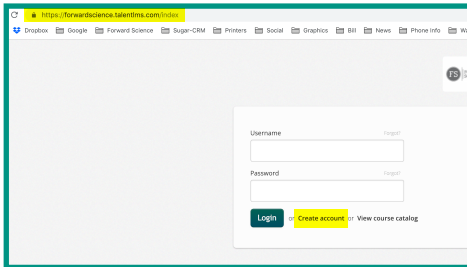 https://forwardscience.talentlms.com/index
Dropbox Google Forward Science Sugar-CRM Printers Social Graphics Bill News Phone Info
FS
Username Forgot?
Password Forgot?
Login or Create account or View course catalog